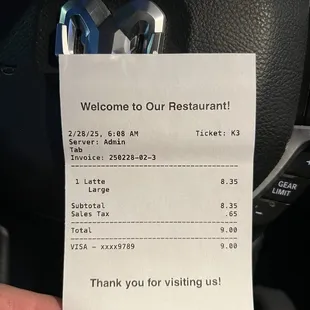 Welcome to Our Restaurant!
2/28/25, 6:08 AM Ticket: K3
Server: Admin
Tab
Invoice: 250228-02-3
1 Latte 8.35
Large
Subtotal 8.35
Sales Tax .65
Total 9.00
VISA - xxxx9789 9.00
Thank you for visiting us!
GEAR
LIMIT